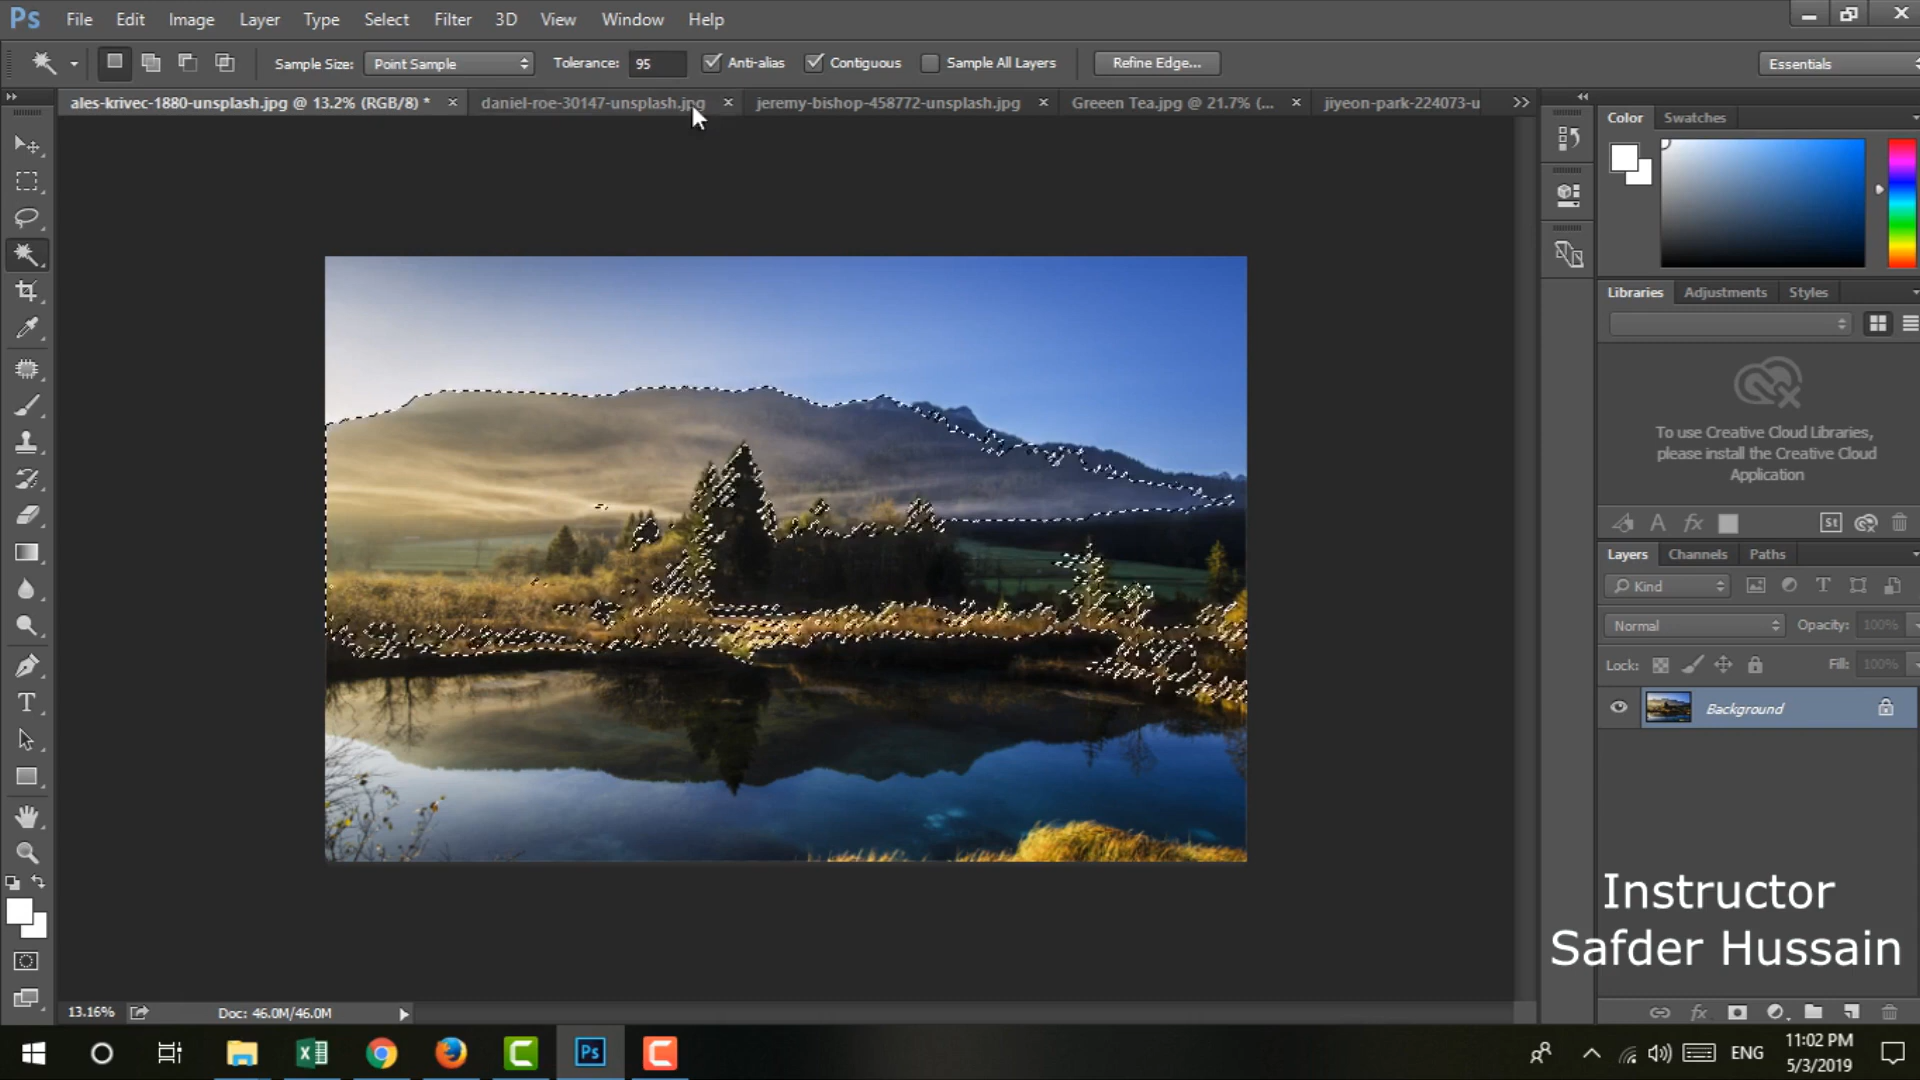 Ps File Edit Image Layer Type Select Filter 3D View Window Help
Sample Size: Point Sample Tolerance: 95 Anti-alias Contiguous Sample All Layers Refine Edge... Essentials
ales-krivec-1880-unsplash.jpg @ 13.2% (RGB/8) * daniel-roe-30147-unsplash.jpg jeremy-bishop-458772-unsplash.jpg Greeen Tea.jpg @ 21.7% (... jiyeon-park-224073-u
Color Swatches
Libraries Adjustments Styles
To use Creative Cloud Libraries,
please install the Creative Cloud
Application
St
Layers Channels Paths
Kind
Normal Opacity: 100%
Lock: Fill: 100%
Background
Instructor
Safder Hussain
13.16% Doc: 46.0M/46.0M
Ps ENG 11:02 PM
5/3/2019